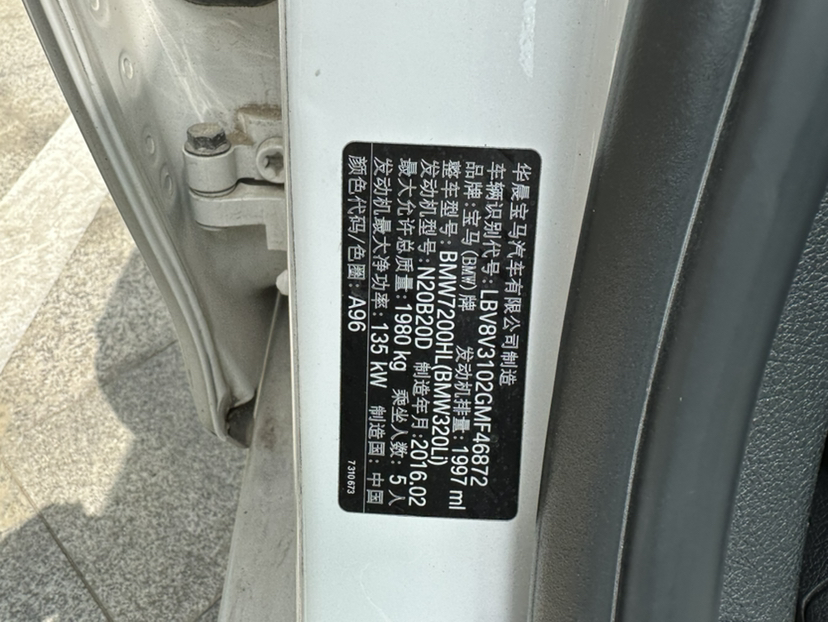 华晨宝马汽车有限公司制造
车辆识别代号: LBV8V3102GMF46872
品牌: 宝马(BMW)牌 发动机排量: 1997 ml
整车型号: BMW7200HL(BMW320Li)
发动机型号: N20B20D 制造年月: 2016.02
最大允许总质量: 1980 kg 乘坐人数: 5 人
发动机最大净功率: 135 kW 制造国: 中国
颜色代码/色圈: A96
7 310 673